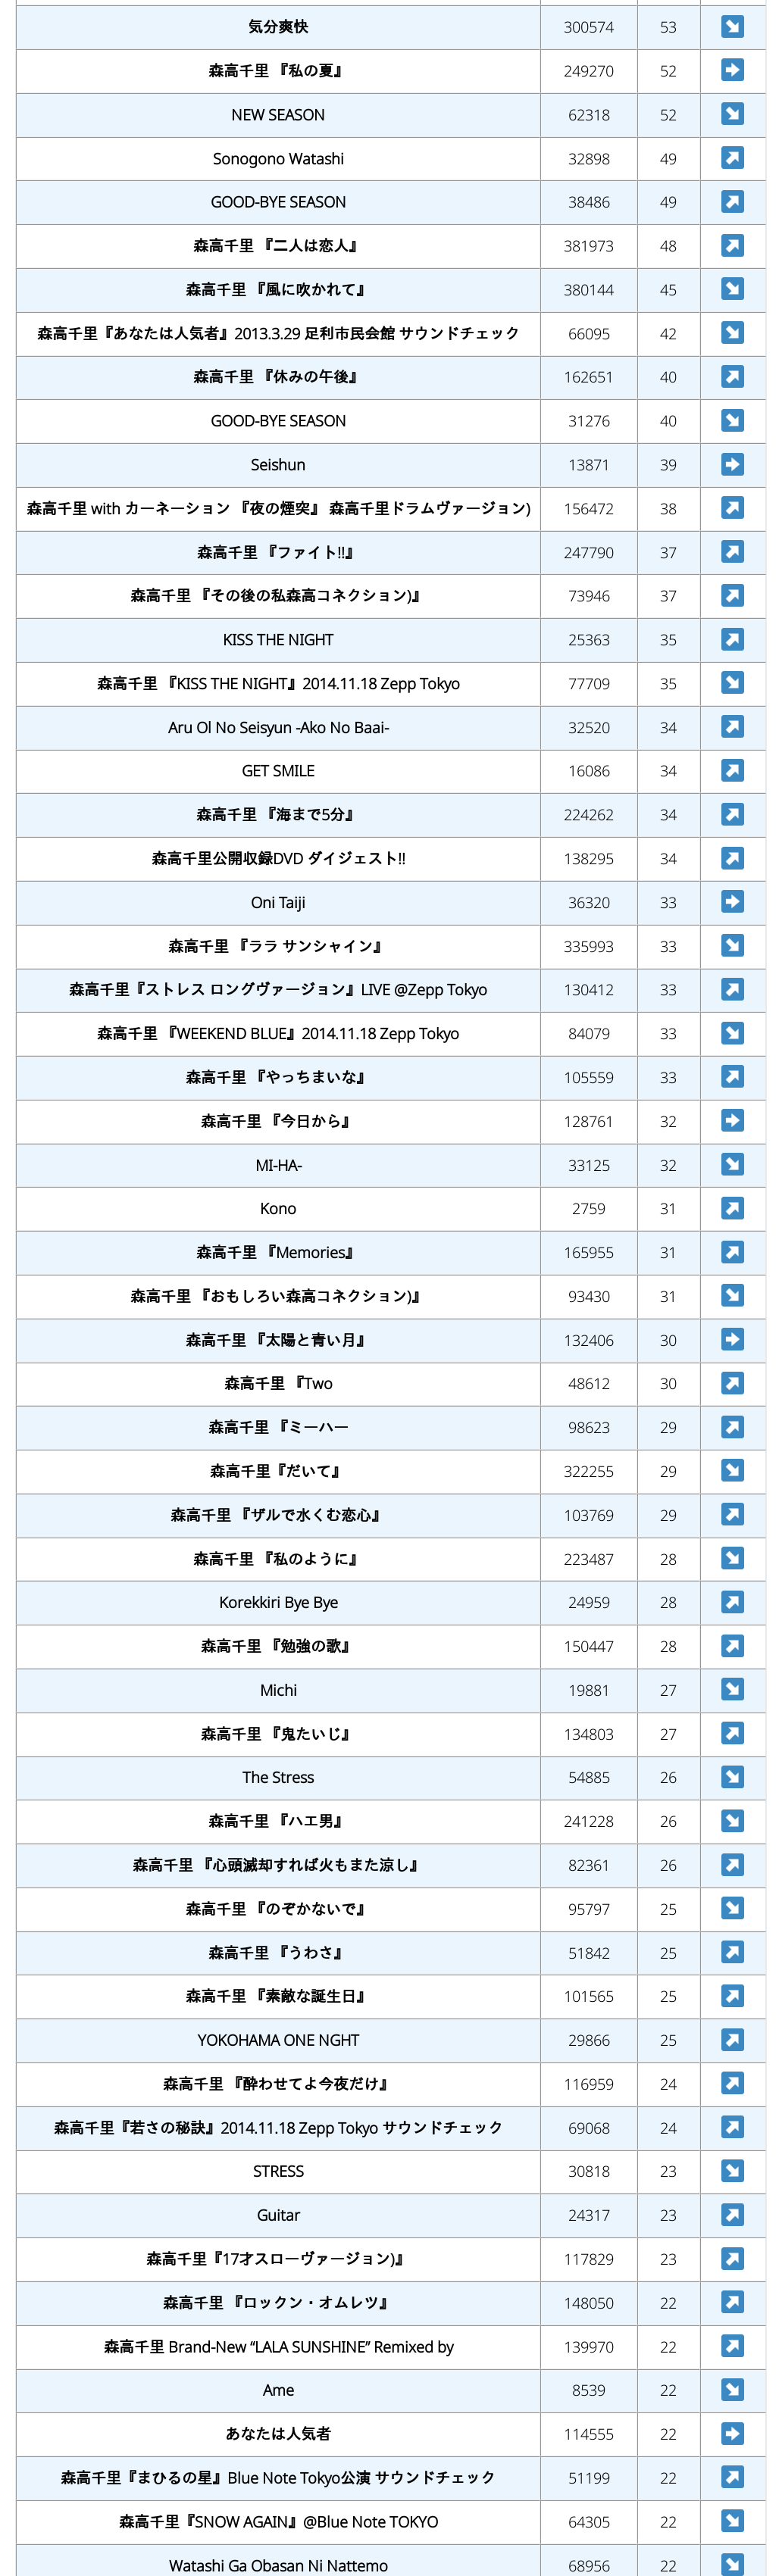 気分爽快 300574 53
森高千里 『私の夏』 249270 52
NEW SEASON 62318 52
Sonogono Watashi 32898 49
GOOD-BYE SEASON 38486 49
森高千里 『二人は恋人』 381973 48
森高千里 『風に吹かれて』 380144 45
森高千里『あなたは人気者』2013.3.29 足利市民会館 サウンドチェック 66095 42
森高千里 『休みの午後』 162651 40
GOOD-BYE SEASON 31276 40
Seishun 13871 39
森高千里 with カーネーション 『夜の煙突』 森高千里ドラムヴァージョン) 156472 38
森高千里 『ファイト!!』 247790 37
森高千里 『その後の私森高コネクション)』 73946 37
KISS THE NIGHT 25363 35
森高千里 『KISS THE NIGHT』2014.11.18 Zepp Tokyo 77709 35
Aru Ol No Seisyun -Ako No Baai- 32520 34
GET SMILE 16086 34
森高千里 『海まで5分』 224262 34
森高千里公開収録DVD ダイジェスト!! 138295 34
Oni Taiji 36320 33
森高千里 『ララ サンシャイン』 335993 33
森高千里『ストレス ロングヴァージョン』LIVE @Zepp Tokyo 130412 33
森高千里 『WEEKEND BLUE』2014.11.18 Zepp Tokyo 84079 33
森高千里 『やっちまいな』 105559 33
森高千里 『今日から』 128761 32
MI-HA- 33125 32
Kono 2759 31
森高千里 『Memories』 165955 31
森高千里 『おもしろい森高コネクション)』 93430 31
森高千里 『太陽と青い月』 132406 30
森高千里 『Two 48612 30
森高千里 『ミーハー 98623 29
森高千里『だいて』 322255 29
森高千里 『ザルで水くむ恋心』 103769 29
森高千里 『私のように』 223487 28
Korekkiri Bye Bye 24959 28
森高千里 『勉強の歌』 150447 28
Michi 19881 27
森高千里 『鬼たいじ』 134803 27
The Stress 54885 26
森高千里 『ハエ男』 241228 26
森高千里 『心頭滅却すれば火もまた涼し』 82361 26
森高千里 『のぞかないで』 95797 25
森高千里 『うわさ』 51842 25
森高千里 『素敵な誕生日』 101565 25
YOKOHAMA ONE NGHT 29866 25
森高千里 『酔わせてよ今夜だけ』 116959 24
森高千里『若さの秘訣』2014.11.18 Zepp Tokyo サウンドチェック 69068 24
STRESS 30818 23
Guitar 24317 23
森高千里『17才スローヴァージョン)』 117829 23
森高千里 『ロックン・オムレツ』 148050 22
森高千里 Brand-New “LALA SUNSHINE” Remixed by 139970 22
Ame 8539 22
あなたは人気者 114555 22
森高千里『まひるの星』Blue Note Tokyo公演 サウンドチェック 51199 22
森高千里『SNOW AGAIN』@Blue Note TOKYO 64305 22
Watashi Ga Obasan Ni Nattemo 68956 22